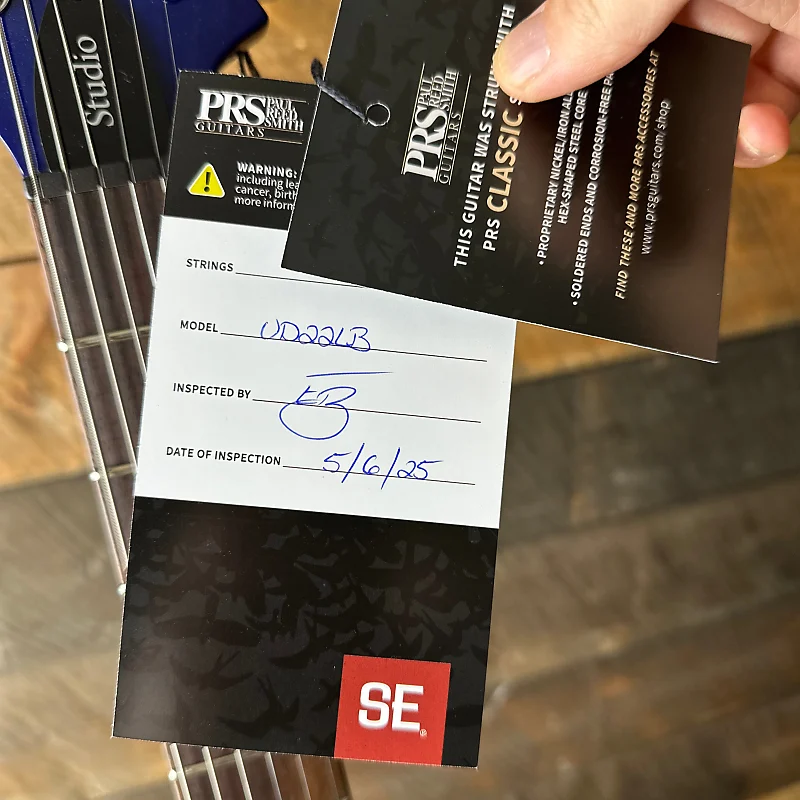 Studio
PRS PAUL REED SMITH
GUITARS
WARNING:
including
cancer, birth
more inform
STRINGS
MODEL UD22LB
INSPECTED BY EB
DATE OF INSPECTION 5/6/25
SE
PRS PAUL REED SMITH
GUITARS
THIS GUITAR WAS STRUNG WITH
PRS CLASSIC
• PROPRIETARY NICKEL/IRON
HEX-SHAPED STEEL CORE
• SOLDERED ENDS AND CORROSION-FREE
FIND THESE AND MORE PRS ACCESSORIES AT
www.prsguitars.com/shop